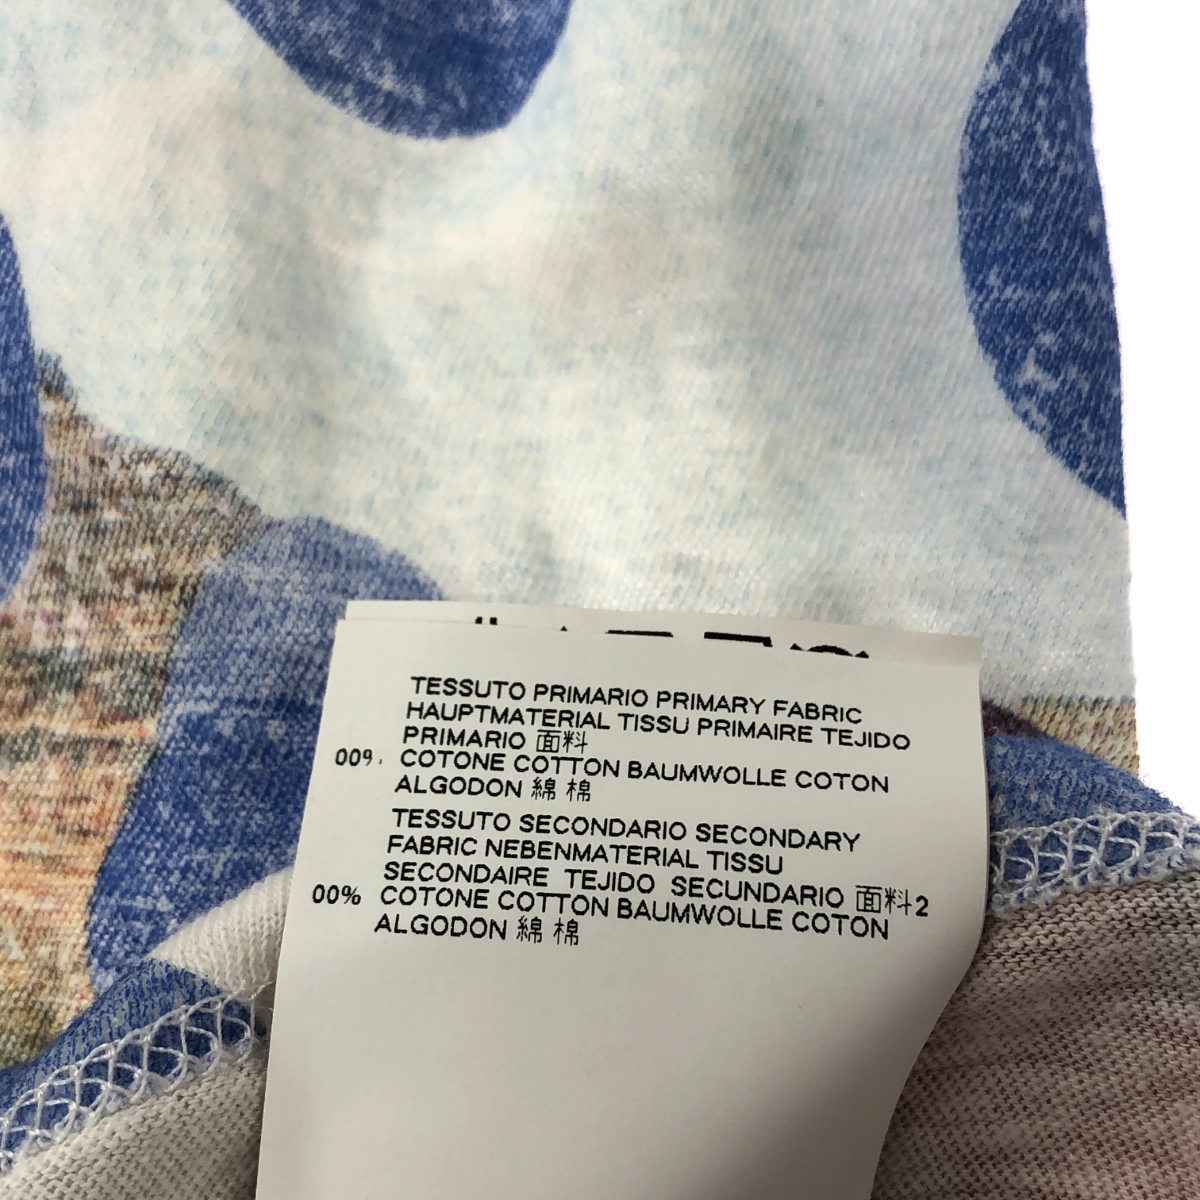 TESSUTO PRIMARIO PRIMARY FABRIC
HAUPTMATERIAL TISSU PRIMAIRE TEJIDO
PRIMARIO 面料
00% COTONE COTTON BAUMWOLLE COTON
ALGODON 綿 棉
TESSUTO SECONDARIO SECONDARY
FABRIC NEBENMATERIAL TISSU
SECONDAIRE TEJIDO SECUNDARIO 面料2
00% COTONE COTTON BAUMWOLLE COTON
ALGODON 綿 棉